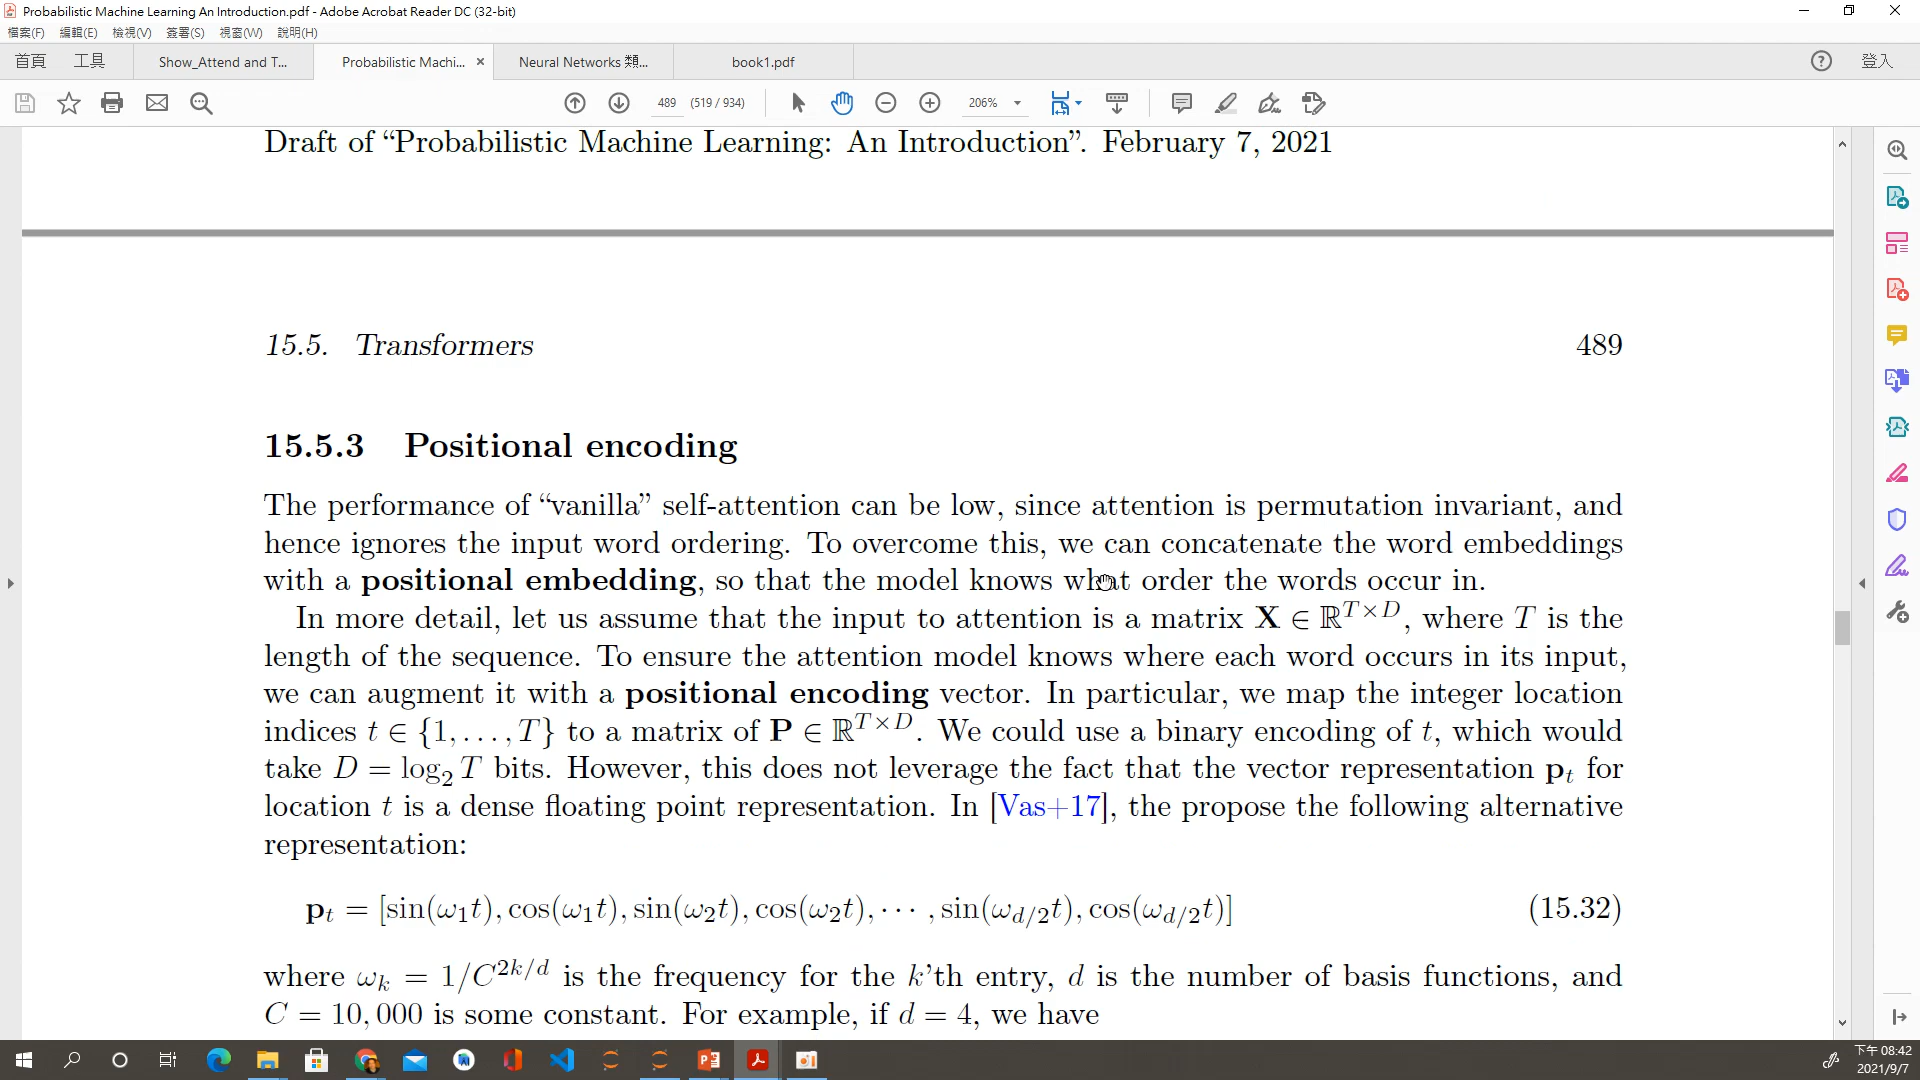 Probabilistic Machine Learning An Introduction.pdf - Adobe Acrobat Reader DC (32-bit)
檔案(F) 編輯(E) 檢視(V) 簽署(S) 視窗(W) 說明(H)
首頁 工具 Show_Attend and T... Probabilistic Machi... × Neural Networks 類... book1.pdf 登入
489 (519 / 934) 206%
Draft of “Probabilistic Machine Learning: An Introduction”. February 7, 2021
15.5. Transformers 489
15.5.3 Positional encoding
The performance of “vanilla” self-attention can be low, since attention is permutation invariant, and
hence ignores the input word ordering. To overcome this, we can concatenate the word embeddings
with a positional embedding, so that the model knows what order the words occur in.
In more detail, let us assume that the input to attention is a matrix X ∈ ℝ^{T×D}, where T is the
length of the sequence. To ensure the attention model knows where each word occurs in its input,
we can augment it with a positional encoding vector. In particular, we map the integer location
indices t ∈ {1, . . . , T} to a matrix of P ∈ ℝ^{T×D}. We could use a binary encoding of t, which would
take D = log₂ T bits. However, this does not leverage the fact that the vector representation p_t for
location t is a dense floating point representation. In [Vas+17], the propose the following alternative
representation:
p_t = [sin(ω₁t), cos(ω₁t), sin(ω₂t), cos(ω₂t), · · · , sin(ω_{d/2}t), cos(ω_{d/2}t)] (15.32)
where ω_k = 1/C^{2k/d} is the frequency for the k’th entry, d is the number of basis functions, and
C = 10, 000 is some constant. For example, if d = 4, we have
下午 08:42
2021/9/7